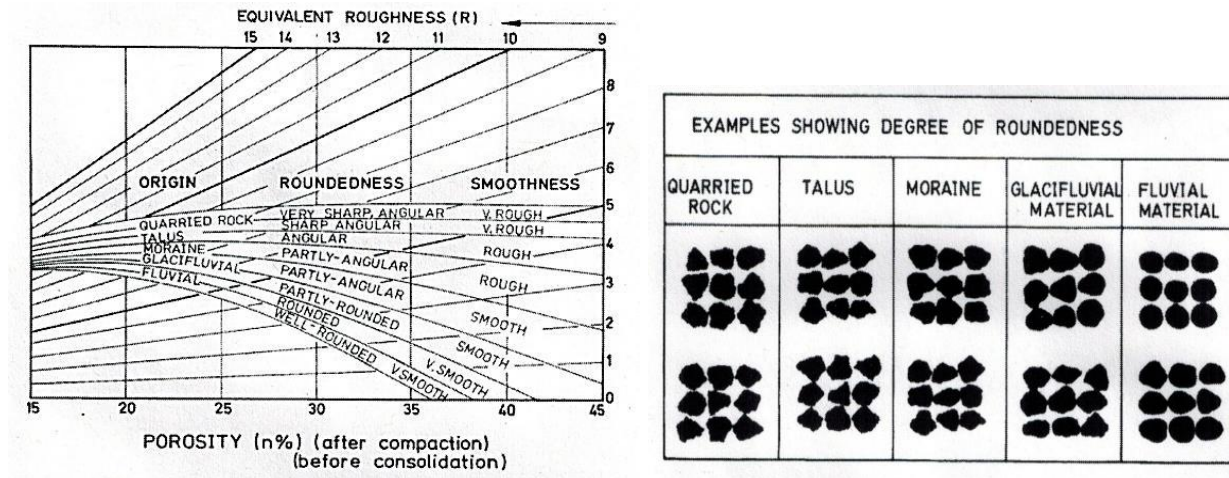 EQUIVALENT ROUGHNESS (R)
15 14 13 12 11 10 9
8
7
6
ORIGIN ROUNDEDNESS SMOOTHNESS
5
QUARRIED ROCK VERY SHARP, ANGULAR V. ROUGH
SHARP ANGULAR V. ROUGH
TALUS ANGULAR ROUGH
4
MORAINE PARTLY-ANGULAR ROUGH
3
GLACIFLUVIAL PARTLY-ANGULAR SMOOTH
2
FLUVIAL PARTLY-ROUNDED SMOOTH
1
ROUNDED V. SMOOTH
WELL-ROUNDED V.SMOOTH
0
15 20 25 30 35 40 45
POROSITY (n%) (after compaction)
(before consolidation)
EXAMPLES SHOWING DEGREE OF ROUNDEDNESS
QUARRIED ROCK
TALUS
MORAINE
GLACIFLUVIAL MATERIAL
FLUVIAL MATERIAL